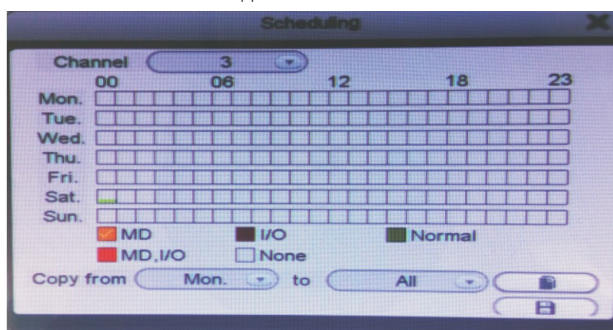 Scheduling
Channel 3
00 06 12 18 23
Mon.
Tue.
Wed.
Thu.
Fri.
Sat.
Sun.
MD I/O Normal
MD,I/O None
Copy from Mon. to All